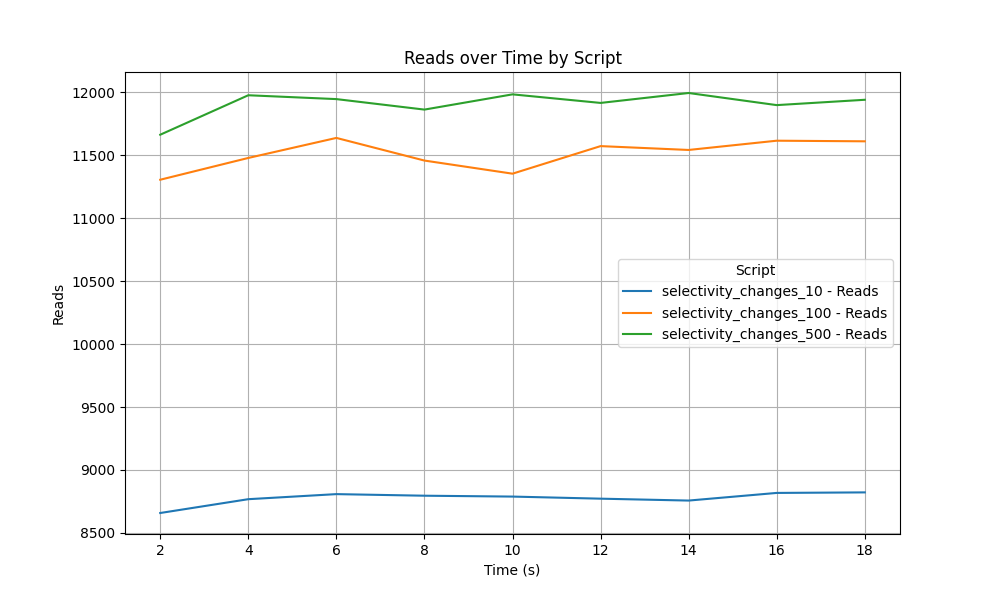 Reads over Time by Script
12000
11500
11000
10500
10000
9500
9000
8500
Reads
Script
selectivity_changes_10 - Reads
selectivity_changes_100 - Reads
selectivity_changes_500 - Reads
2 4 6 8 10 12 14 16 18
Time (s)